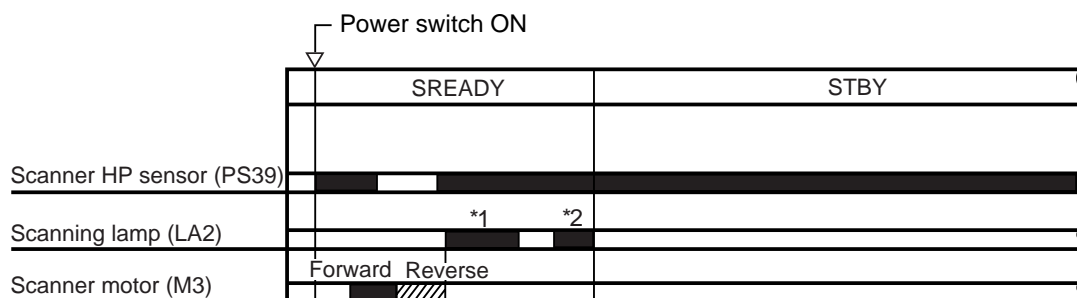 Power switch ON
SREADY STBY
Scanner HP sensor (PS39)
*1 *2
Scanning lamp (LA2)
Forward Reverse
Scanner motor (M3)